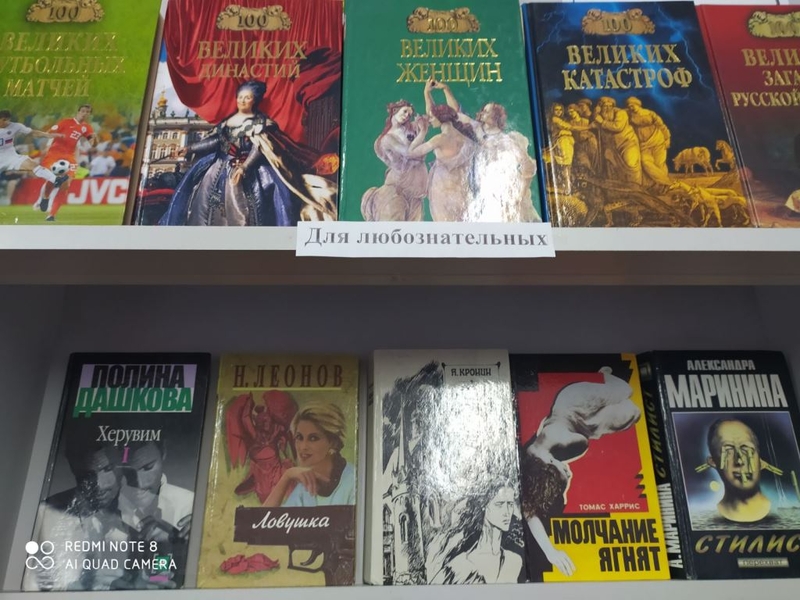 100
ВЕЛИКИХ
ФУТБОЛЬНЫХ
МАТЧЕЙ
JVC
100
ВЕЛИКИХ
ДИНАСТИЙ
100
ВЕЛИКИХ
ЖЕНЩИН
100
ВЕЛИКИХ
КАТАСТРОФ
ВЕЛИ
ЗАГА
РУССКОЙ
Для любознательных
ПОЛИНА
ДАШКОВА
Херувим
I
Н. ЛЕОНОВ
Ловушка
А. КРОНИН
ТОМАС ХАРРИС
МОЛЧАНИЕ
ЯГНЯТ
А. МАРИНИНА СТИЛИСТ
АЛЕКСАНДРА
МАРИНИНА
СТИЛИС
ПЕРЕХВАТ
REDMI NOTE 8
AI QUAD CAMERA